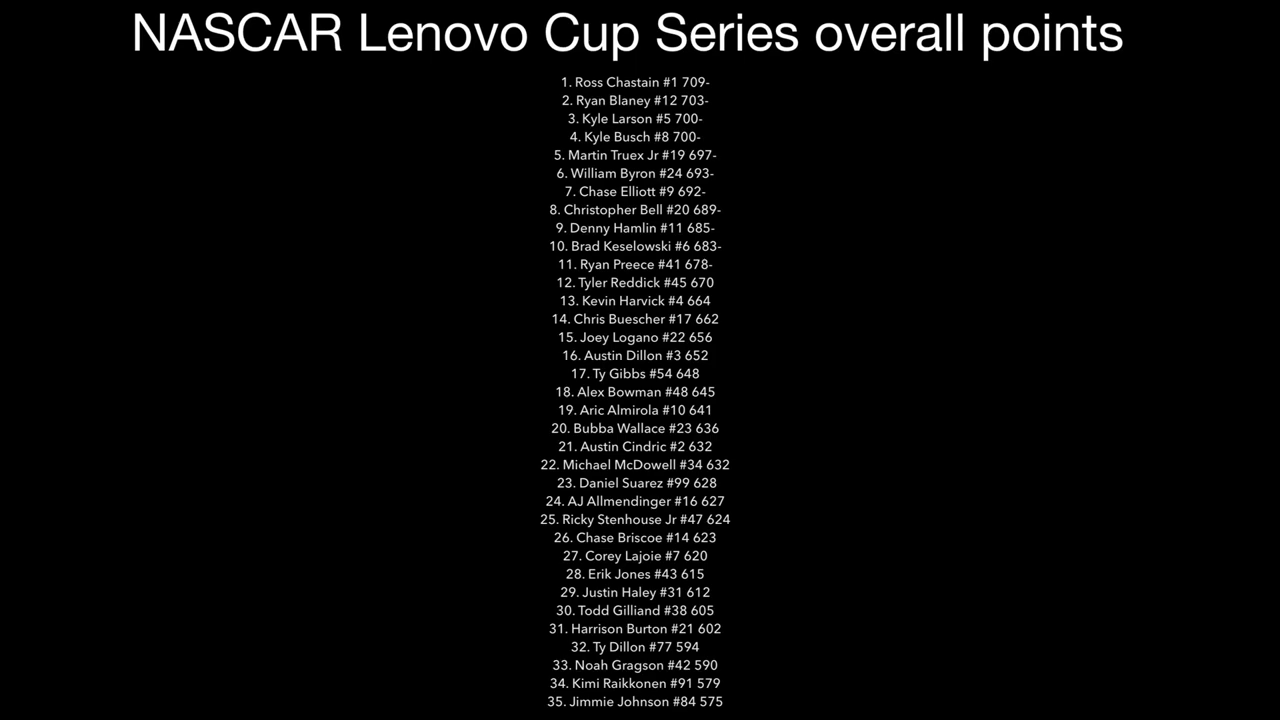 NASCAR Lenovo Cup Series overall points
1. Ross Chastain #1 709-
2. Ryan Blaney #12 703-
3. Kyle Larson #5 700-
4. Kyle Busch #8 700-
5. Martin Truex Jr #19 697-
6. William Byron #24 693-
7. Chase Elliott #9 692-
8. Christopher Bell #20 689-
9. Denny Hamlin #11 685-
10. Brad Keselowski #6 683-
11. Ryan Preece #41 678-
12. Tyler Reddick #45 670
13. Kevin Harvick #4 664
14. Chris Buescher #17 662
15. Joey Logano #22 656
16. Austin Dillon #3 652
17. Ty Gibbs #54 648
18. Alex Bowman #48 645
19. Aric Almirola #10 641
20. Bubba Wallace #23 636
21. Austin Cindric #2 632
22. Michael McDowell #34 632
23. Daniel Suarez #99 628
24. AJ Allmendinger #16 627
25. Ricky Stenhouse Jr #47 624
26. Chase Briscoe #14 623
27. Corey Lajoie #7 620
28. Erik Jones #43 615
29. Justin Haley #31 612
30. Todd Gilliand #38 605
31. Harrison Burton #21 602
32. Ty Dillon #77 594
33. Noah Gragson #42 590
34. Kimi Raikkonen #91 579
35. Jimmie Johnson #84 575